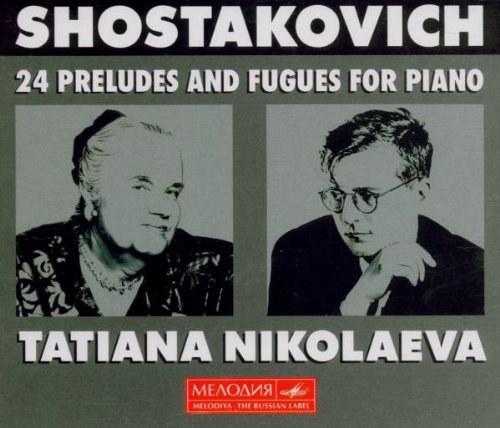 SHOSTAKOVICH
24 PRELUDES AND FUGUES FOR PIANO
TATIANA NIKOLAEVA
МЕЛОДИЯ
MELODIYA · THE RUSSIAN LABEL